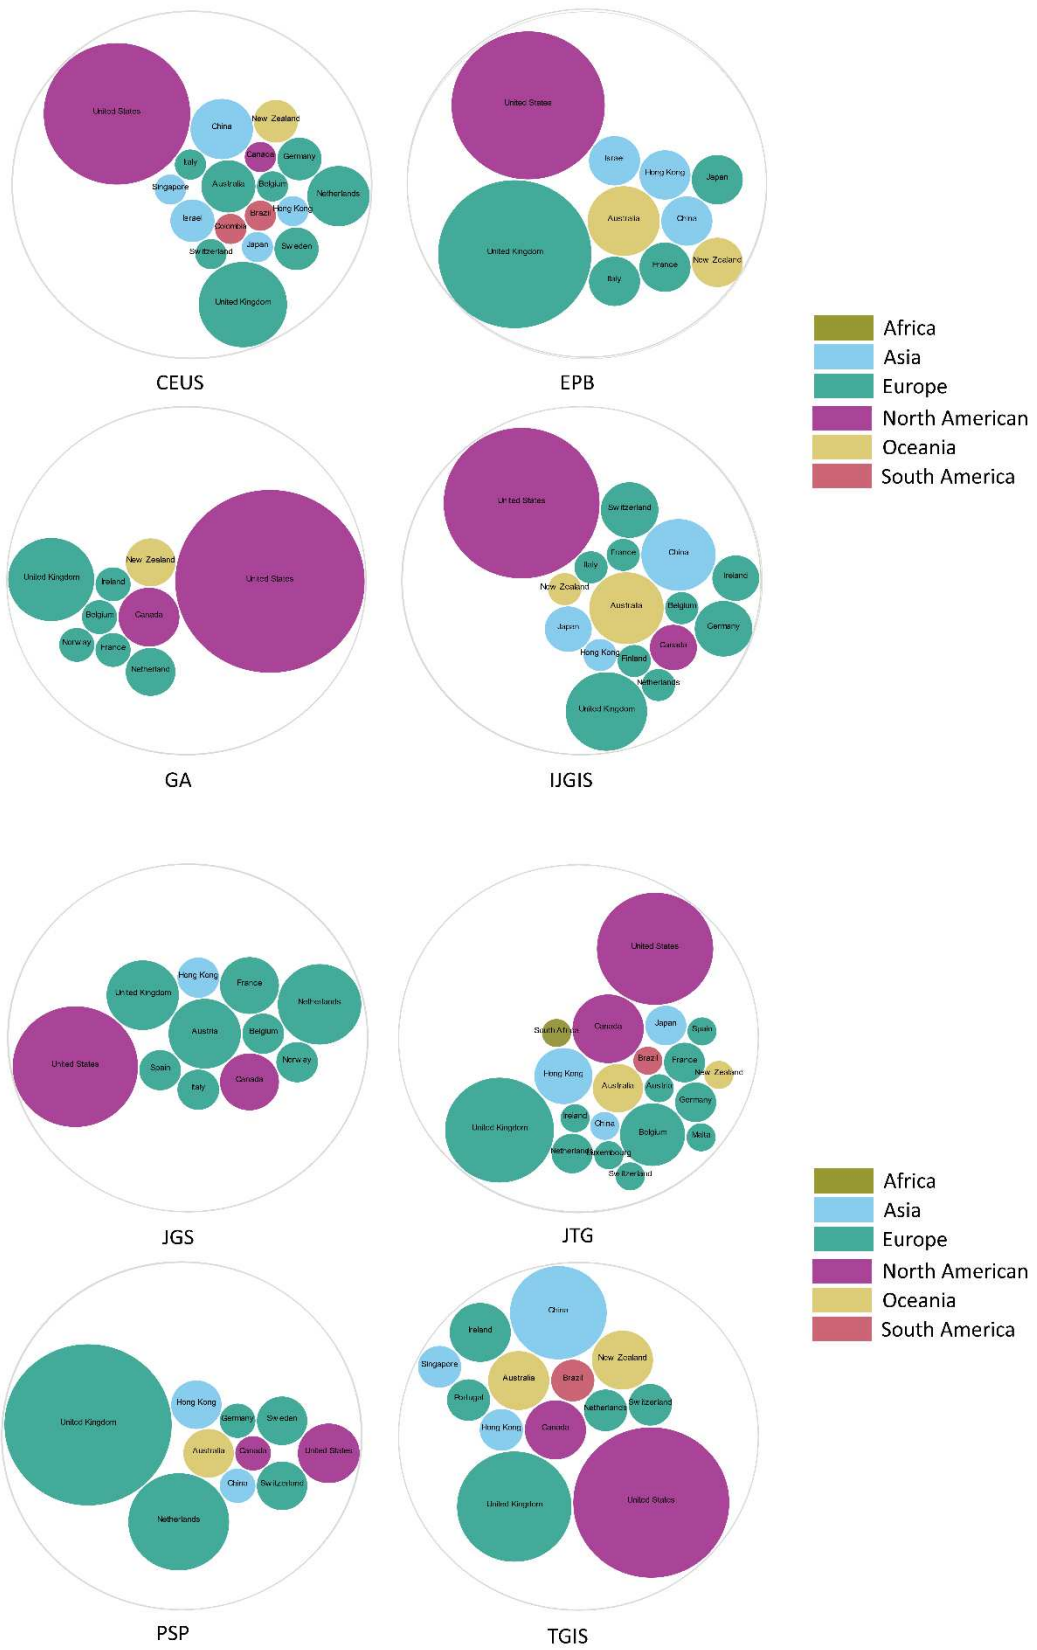 United States
China
New Zealand
Italy
Canada
Germany
Singapore
Australia
Belgium
Netherlands
Israel
Colombia
Brazil
Hong Kong
Switzerland
Japan
Sweden
United Kingdom
CEUS
United States
Israel
Hong Kong
Japan
Australia
China
United Kingdom
Italy
France
New Zealand
EPB
Africa
Asia
Europe
North American
Oceania
South America
United Kingdom
New Zealand
Ireland
Belgium
Canada
Norway
France
Netherland
United States
GA
United States
Switzerland
China
France
Italy
Ireland
New Zealand
Australia
Belgium
Japan
Germany
Canada
Hong Kong
Finland
Netherlands
United Kingdom
IJGIS
United Kingdom
Hong Kong
France
Netherlands
Austria
Belgium
United States
Spain
Italy
Canada
Norway
JGS
United States
South Africa
Canada
Japan
Spain
Hong Kong
Brazil
France
New Zealand
Australia
Austria
Germany
United Kingdom
Ireland
China
Belgium
Malta
Netherlands
Luxembourg
Switzerland
JTG
Africa
Asia
Europe
North American
Oceania
South America
United Kingdom
Hong Kong
Germany
Sweden
Australia
Canada
United States
China
Switzerland
Netherlands
PSP
China
Ireland
New Zealand
Singapore
Australia
Brazil
Portugal
Netherlands
Switzerland
Hong Kong
Canada
United Kingdom
United States
TGIS